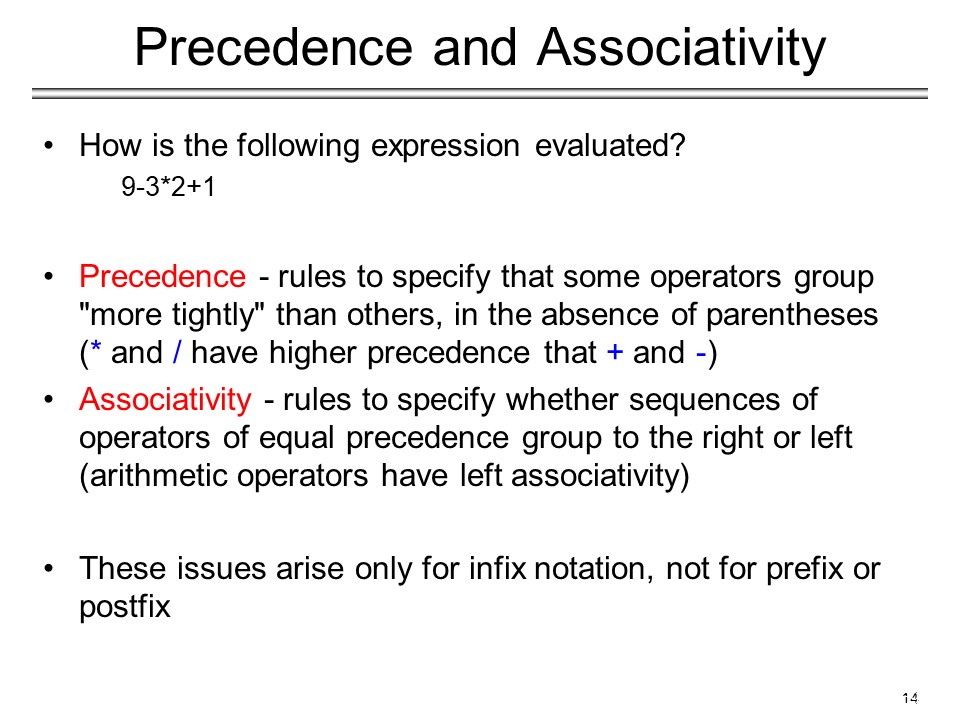 Precedence and Associativity
• How is the following expression evaluated?
9-3*2+1
• Precedence - rules to specify that some operators group
"more tightly" than others, in the absence of parentheses
(* and / have higher precedence that + and -)
• Associativity - rules to specify whether sequences of
operators of equal precedence group to the right or left
(arithmetic operators have left associativity)
• These issues arise only for infix notation, not for prefix or
postfix
14